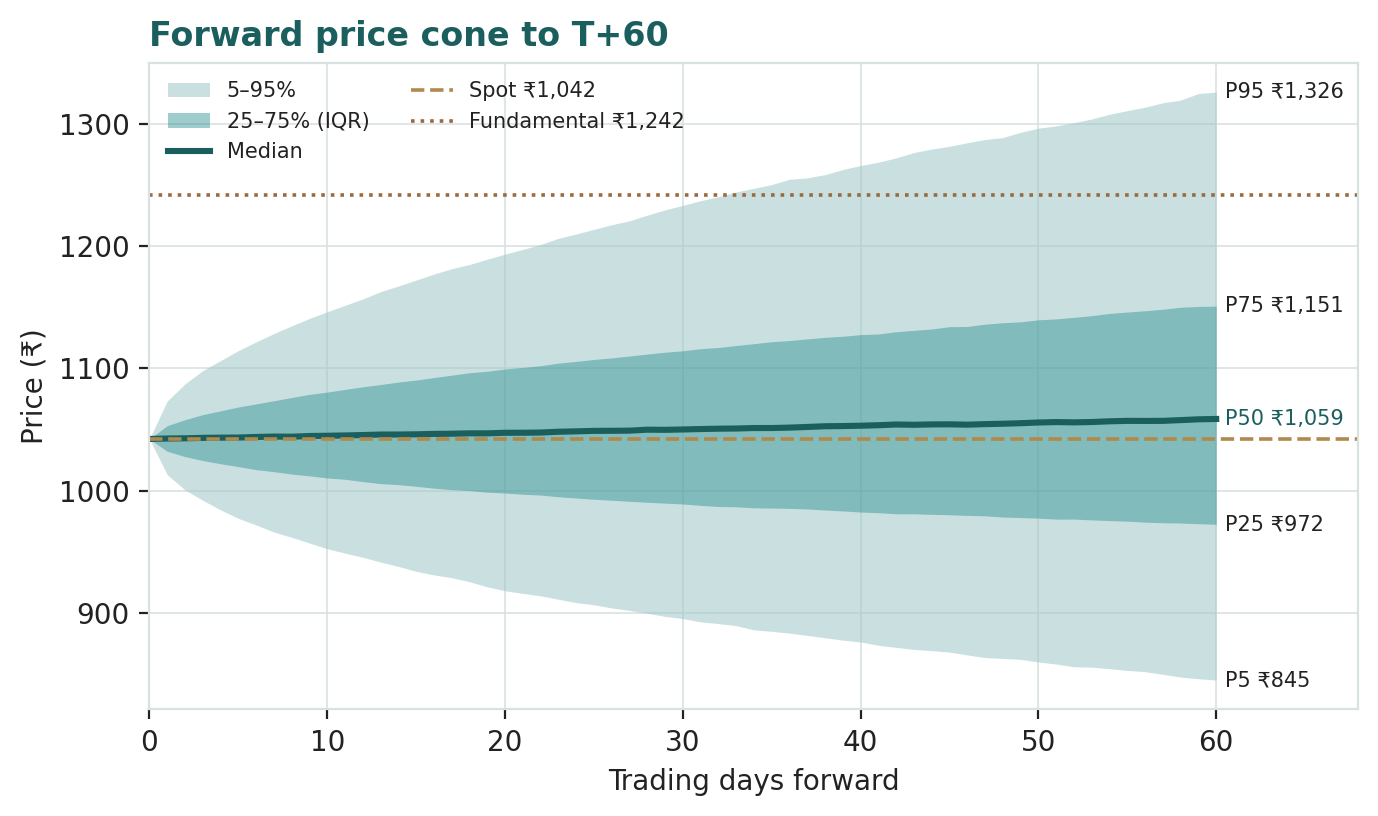 Forward price cone to T+60
5–95%
25–75% (IQR)
Median
Spot ₹1,042
Fundamental ₹1,242
Price (₹)
1300
1200
1100
1000
900
P95 ₹1,326
P75 ₹1,151
P50 ₹1,059
P25 ₹972
P5 ₹845
0 10 20 30 40 50 60
Trading days forward